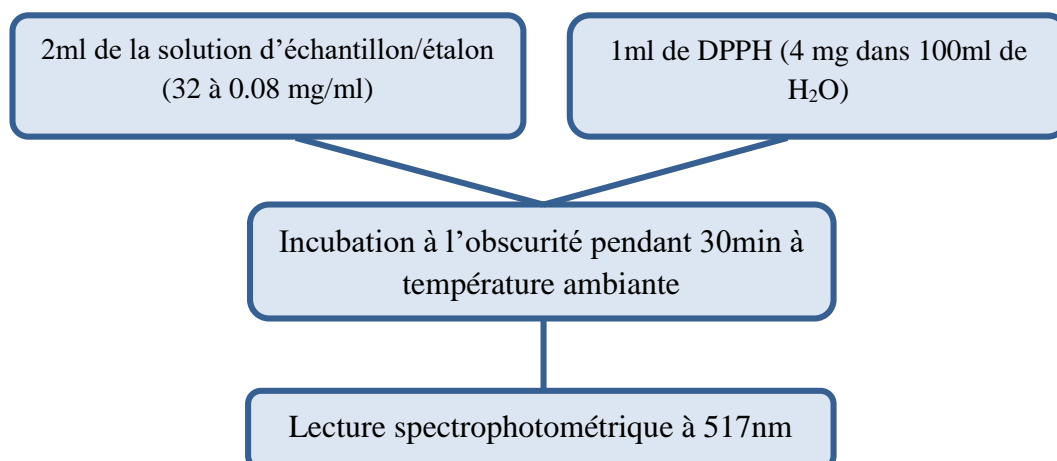 2ml de la solution d’échantillon/étalon
(32 à 0.08 mg/ml)
1ml de DPPH (4 mg dans 100ml de
H₂O)
Incubation à l’obscurité pendant 30min à
température ambiante
Lecture spectrophotométrique à 517nm